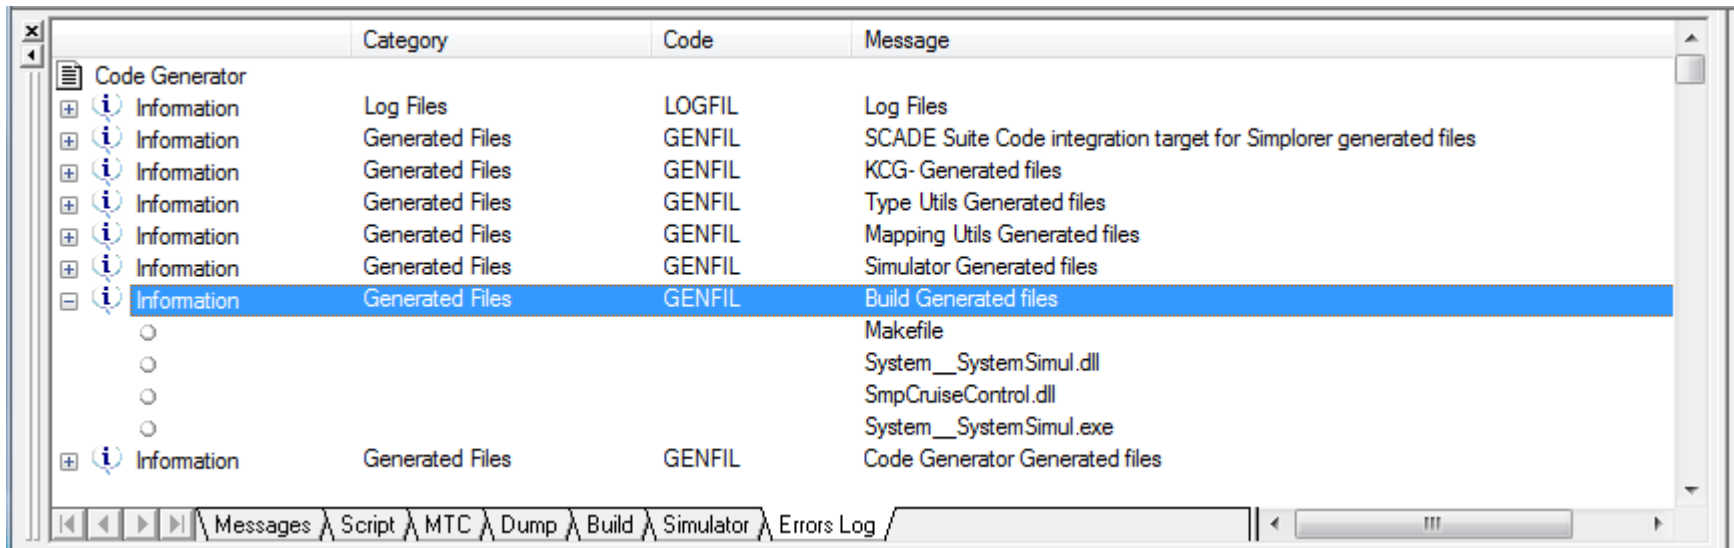 Category Code Message
Code Generator
Information Log Files LOGFIL Log Files
Information Generated Files GENFIL SCADE Suite Code integration target for Simplorer generated files
Information Generated Files GENFIL KCG- Generated files
Information Generated Files GENFIL Type Utils Generated files
Information Generated Files GENFIL Mapping Utils Generated files
Information Generated Files GENFIL Simulator Generated files
Information Generated Files GENFIL Build Generated files
Makefile
System__SystemSimul.dll
SmpCruiseControl.dll
System__SystemSimul.exe
Information Generated Files GENFIL Code Generator Generated files
Messages Script MTC Dump Build Simulator Errors Log